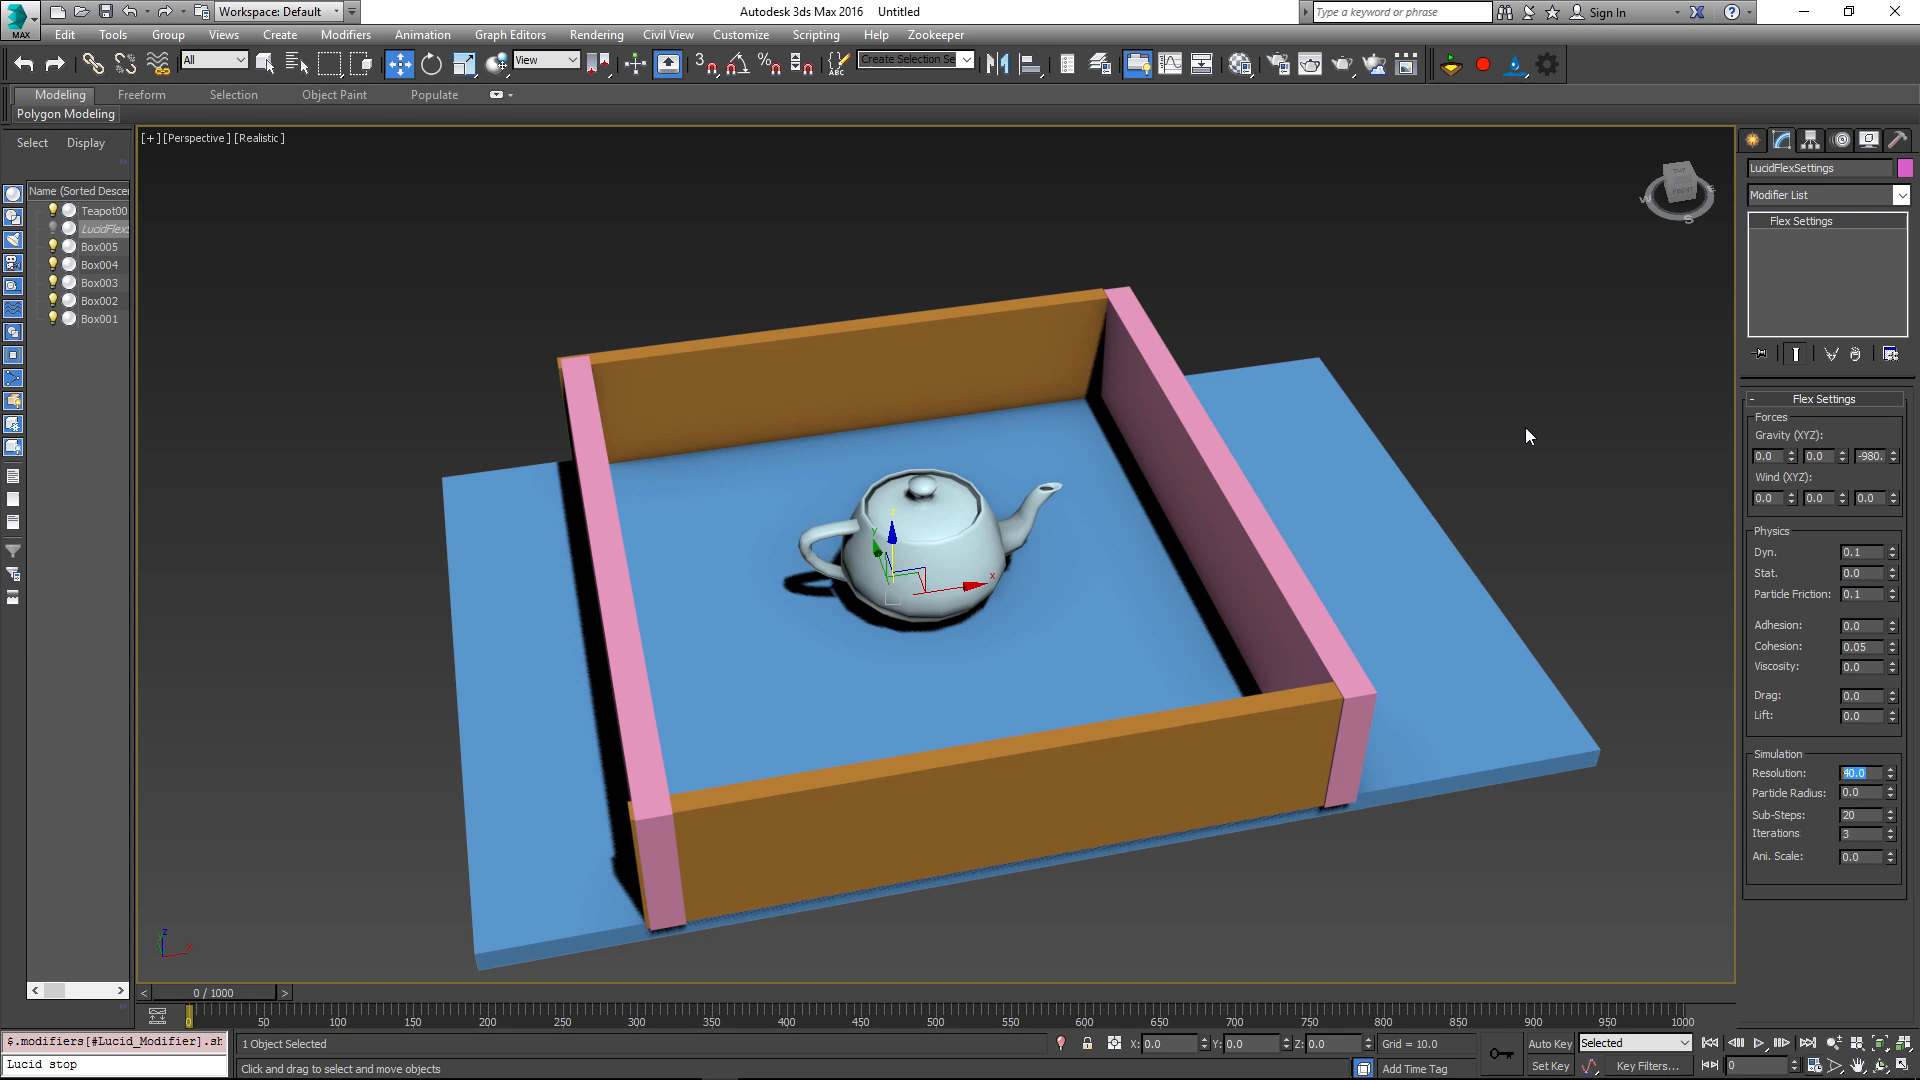 Workspace: Default
Autodesk 3ds Max 2016 Untitled
Type a keyword or phrase
Sign In
MAX
Edit Tools Group Views Create Modifiers Animation Graph Editors Rendering Civil View Customize Scripting Help Zookeeper
All
View
3
ABC
Create Selection Se
Modeling Freeform Selection Object Paint Populate
Polygon Modeling
Select Display
[+] [Perspective] [Realistic]
Name (Sorted Descer
Teapot00
LucidFlexS
Box005
Box004
Box003
Box002
Box001
TOP
FRONT
W
S
E
z
y
x
z
x
LucidFlexSettings
Modifier List
Flex Settings
- Flex Settings
Forces
Gravity (XYZ):
0.0 0.0 -980.
Wind (XYZ):
0.0 0.0 0.0
Physics
Dyn. 0.1
Stat. 0.0
Particle Friction: 0.1
Adhesion: 0.0
Cohesion: 0.05
Viscosity: 0.0
Drag: 0.0
Lift: 0.0
Simulation
Resolution: 40.0
Particle Radius: 0.0
Sub-Steps: 20
Iterations 3
Ani. Scale: 0.0
< 0 / 1000 >
0 50 100 150 200 250 300 350 400 450 500 550 600 650 700 750 800 850 900 950 1000
$.modifiers[#Lucid_Modifier].sh
Lucid stop
1 Object Selected
Click and drag to select and move objects
X: 0.0 Y: 0.0 Z: 0.0
Grid = 10.0
Add Time Tag
Auto Key
Selected
Set Key
Key Filters...
0